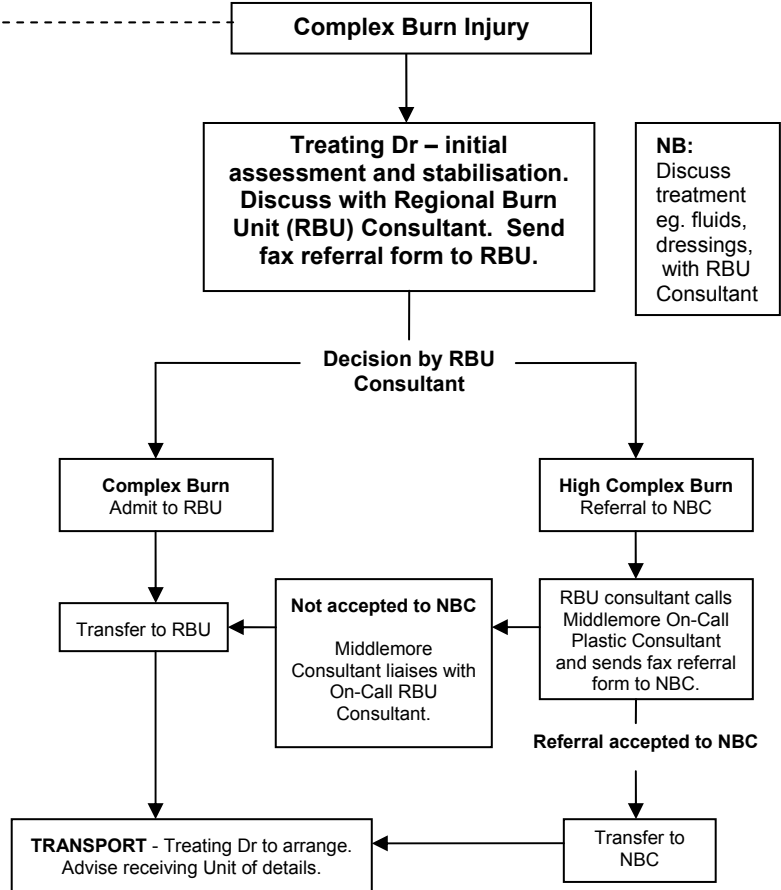 Complex Burn Injury
Treating Dr – initial
assessment and stabilisation.
Discuss with Regional Burn
Unit (RBU) Consultant.  Send
fax referral form to RBU.
NB:
Discuss
treatment
eg. fluids,
dressings,
with RBU
Consultant
Decision by RBU
Consultant
Complex Burn
Admit to RBU
High Complex Burn
Referral to NBC
Transfer to RBU
Not accepted to NBC
Middlemore
Consultant liaises with
On-Call RBU
Consultant.
RBU consultant calls
Middlemore On-Call
Plastic Consultant
and sends fax referral
form to NBC.
Referral accepted to NBC
TRANSPORT - Treating Dr to arrange.
Advise receiving Unit of details.
Transfer to
NBC